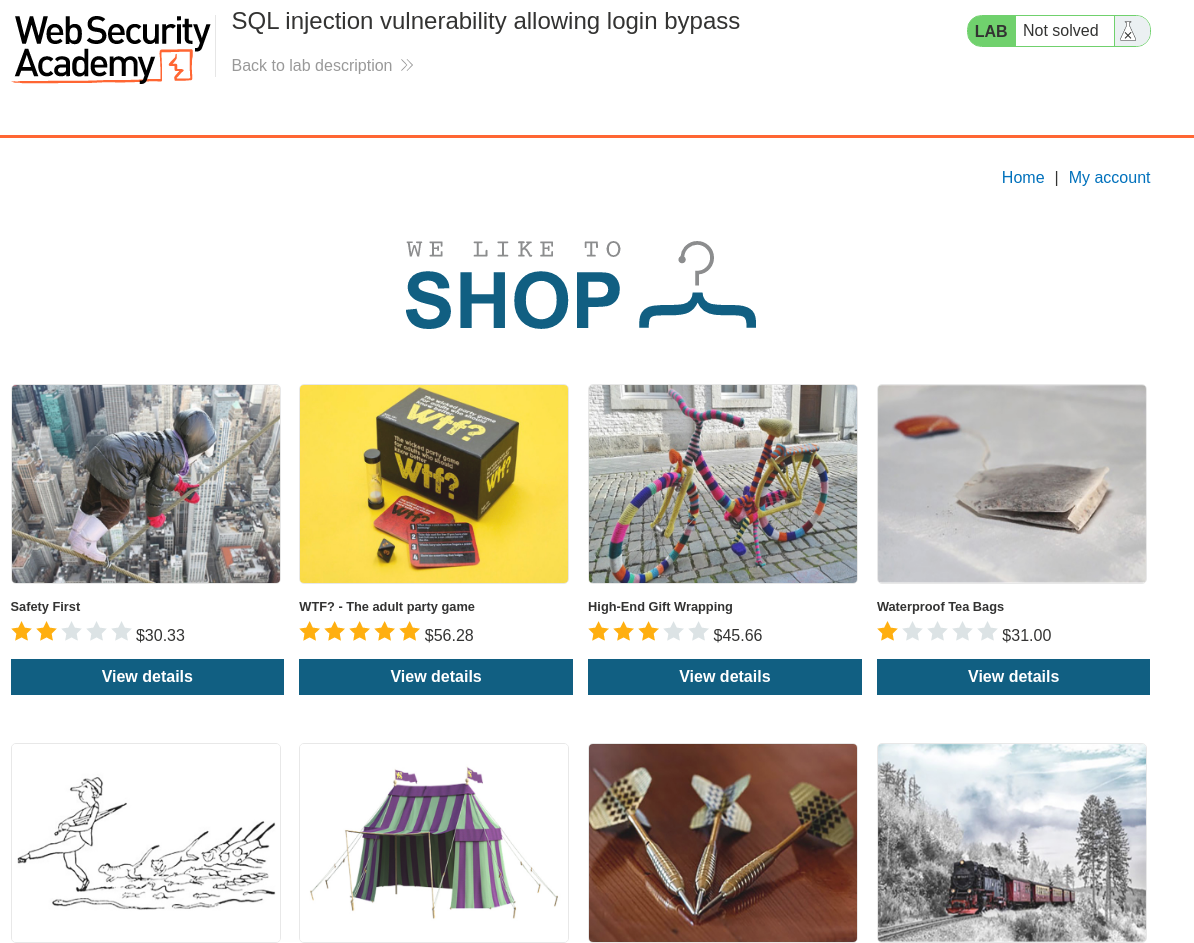 Web Security
Academy
SQL injection vulnerability allowing login bypass
Back to lab description
LAB
Not solved
Home | My account
WE LIKE TO
SHOP
Wtf?
Wtf?
Wtf?
Safety First
$30.33
WTF? - The adult party game
$56.28
High-End Gift Wrapping
$45.66
Waterproof Tea Bags
$31.00
View details
View details
View details
View details